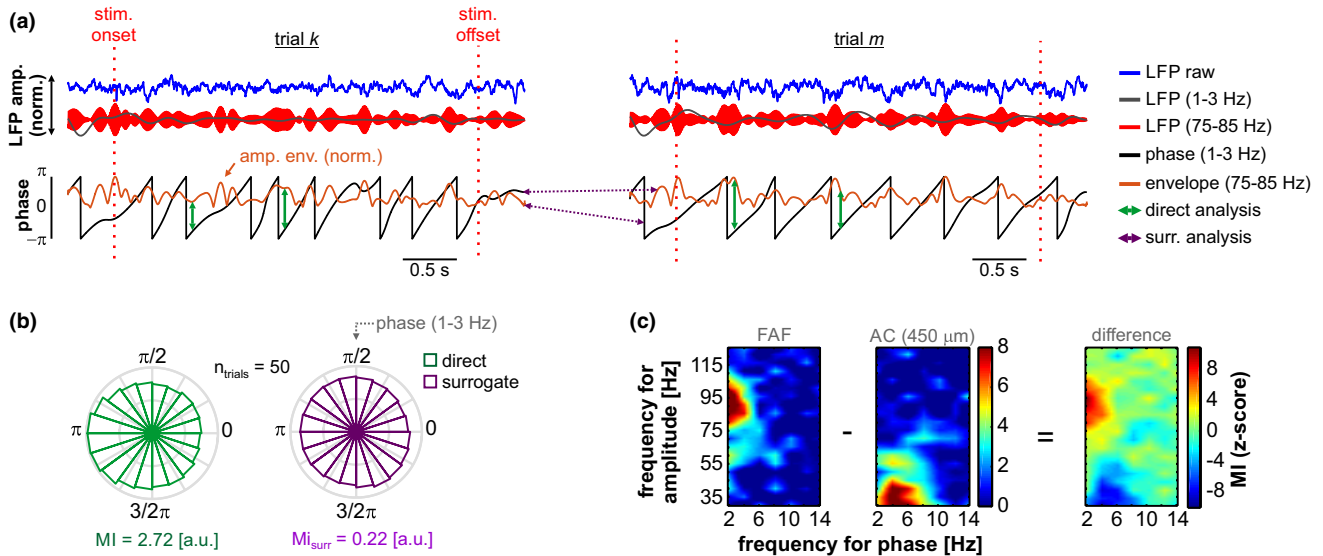 (a)
stim.
onset
trial k
stim.
offset
trial m
LFP amp.
(norm.)
amp. env. (norm.)
phase
π
0
−π
0.5 s
0.5 s
LFP raw
LFP (1-3 Hz)
LFP (75-85 Hz)
phase (1-3 Hz)
envelope (75-85 Hz)
direct analysis
surr. analysis
(b)
phase (1-3 Hz)
π/2
π
0
3/2π
ntrials = 50
π/2
π
0
3/2π
direct
surrogate
MI = 2.72 [a.u.]
Misurr = 0.22 [a.u.]
(c)
FAF
AC (450 μm)
difference
frequency for
amplitude [Hz]
115
95
75
55
35
2 6 10 14
-
2 6 10 14
8
6
4
2
0
=
2 6 10 14
8
4
0
-4
-8
MI (z-score)
frequency for phase [Hz]